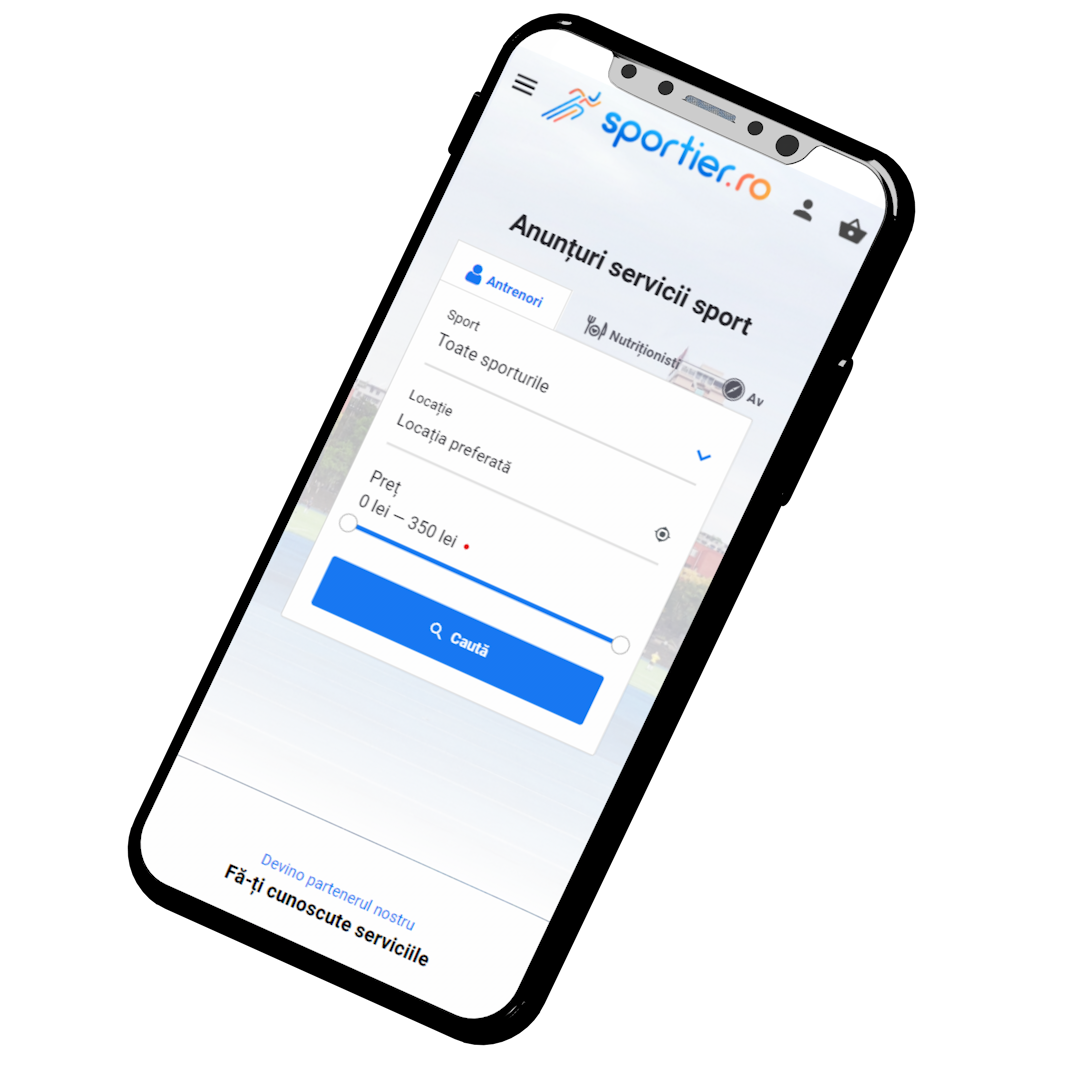 sportier.ro
Anunțuri servicii sport
Antrenori
Nutriționisti
Av
Sport
Toate sporturile
Locație
Locația preferată
Preț
0 lei – 350 lei
Caută
Devino partenerul nostru
Fă-ți cunoscute serviciile